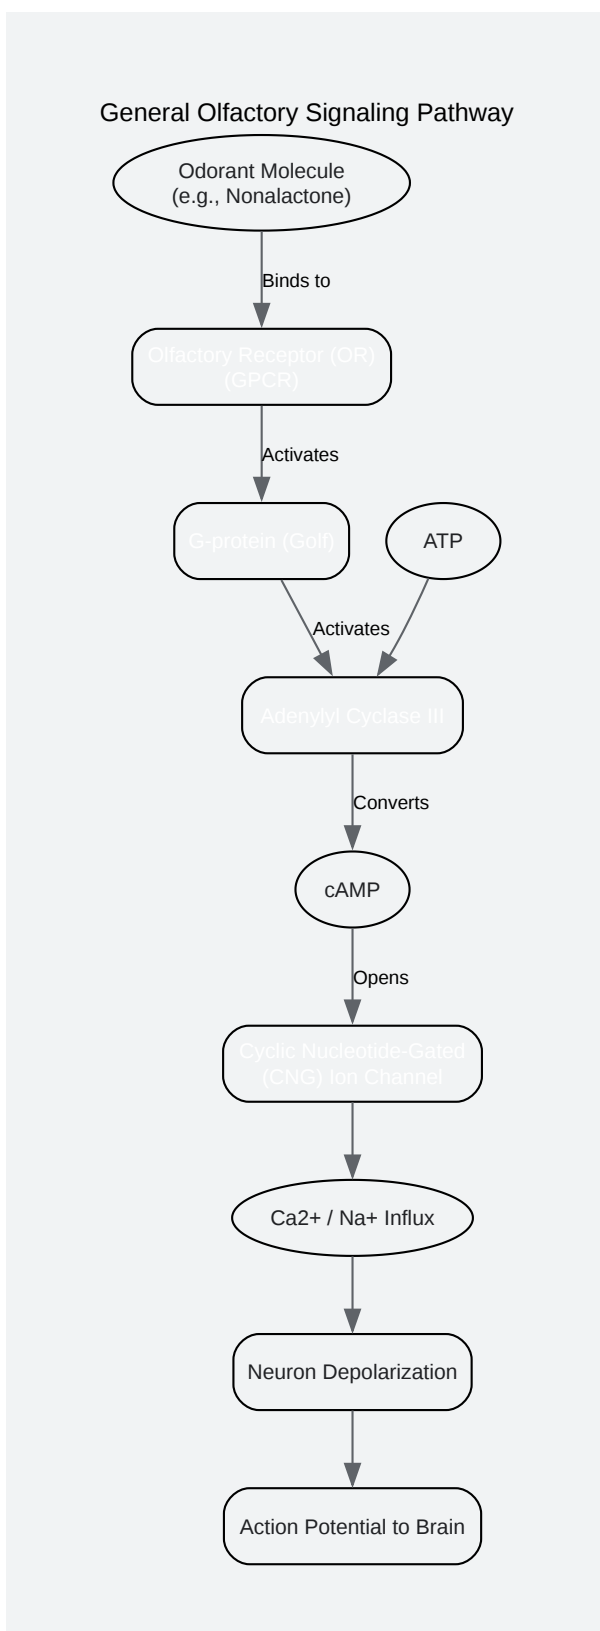 General Olfactory Signaling Pathway
Odorant Molecule
(e.g., Nonalactone)
Binds to
Olfactory Receptor (OR)
(GPCR)
Activates
G-protein (Golf)
ATP
Activates
Adenylyl Cyclase III
Converts
cAMP
Opens
Cyclic Nucleotide-Gated
(CNG) Ion Channel
Ca2+ / Na+ Influx
Neuron Depolarization
Action Potential to Brain